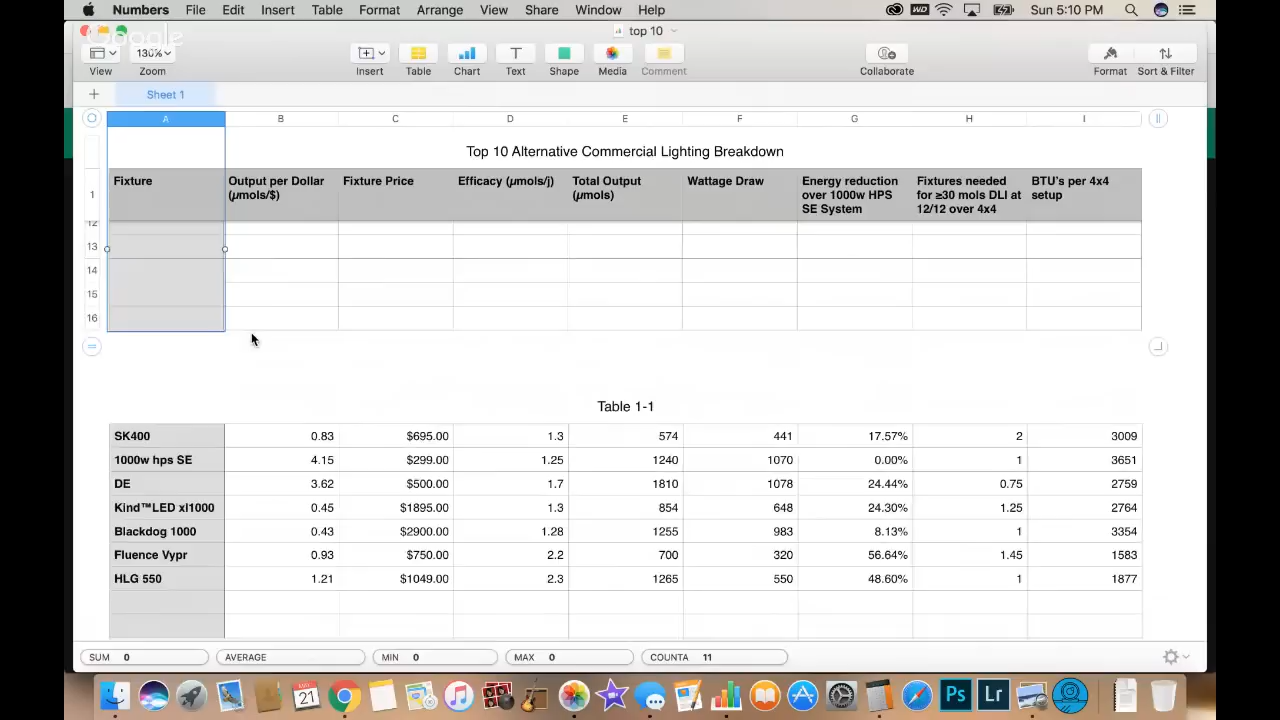 Numbers File Edit Insert Table Format Arrange View Share Window Help WD Sun 5:10 PM
Google
top 10
130%
View Zoom Insert Table Chart Text Shape Media Comment Collaborate Format Sort & Filter
Sheet 1
A B C D E F G H I
Top 10 Alternative Commercial Lighting Breakdown
Fixture Output per Dollar Fixture Price Efficacy (µmols/j) Total Output Wattage Draw Energy reduction Fixtures needed BTU's per 4x4
1 (µmols/$) (µmols) over 1000w HPS for ≥30 mols DLI at setup
SE System 12/12 over 4x4
12
13
14
15
16
Table 1-1
SK400 0.83 $695.00 1.3 574 441 17.57% 2 3009
1000w hps SE 4.15 $299.00 1.25 1240 1070 0.00% 1 3651
DE 3.62 $500.00 1.7 1810 1078 24.44% 0.75 2759
Kind™LED xl1000 0.45 $1895.00 1.3 854 648 24.30% 1.25 2764
Blackdog 1000 0.43 $2900.00 1.28 1255 983 8.13% 1 3354
Fluence Vypr 0.93 $750.00 2.2 700 320 56.64% 1.45 1583
HLG 550 1.21 $1049.00 2.3 1265 550 48.60% 1 1877
SUM 0 AVERAGE MIN 0 MAX 0 COUNTA 11
21 Ps Lr